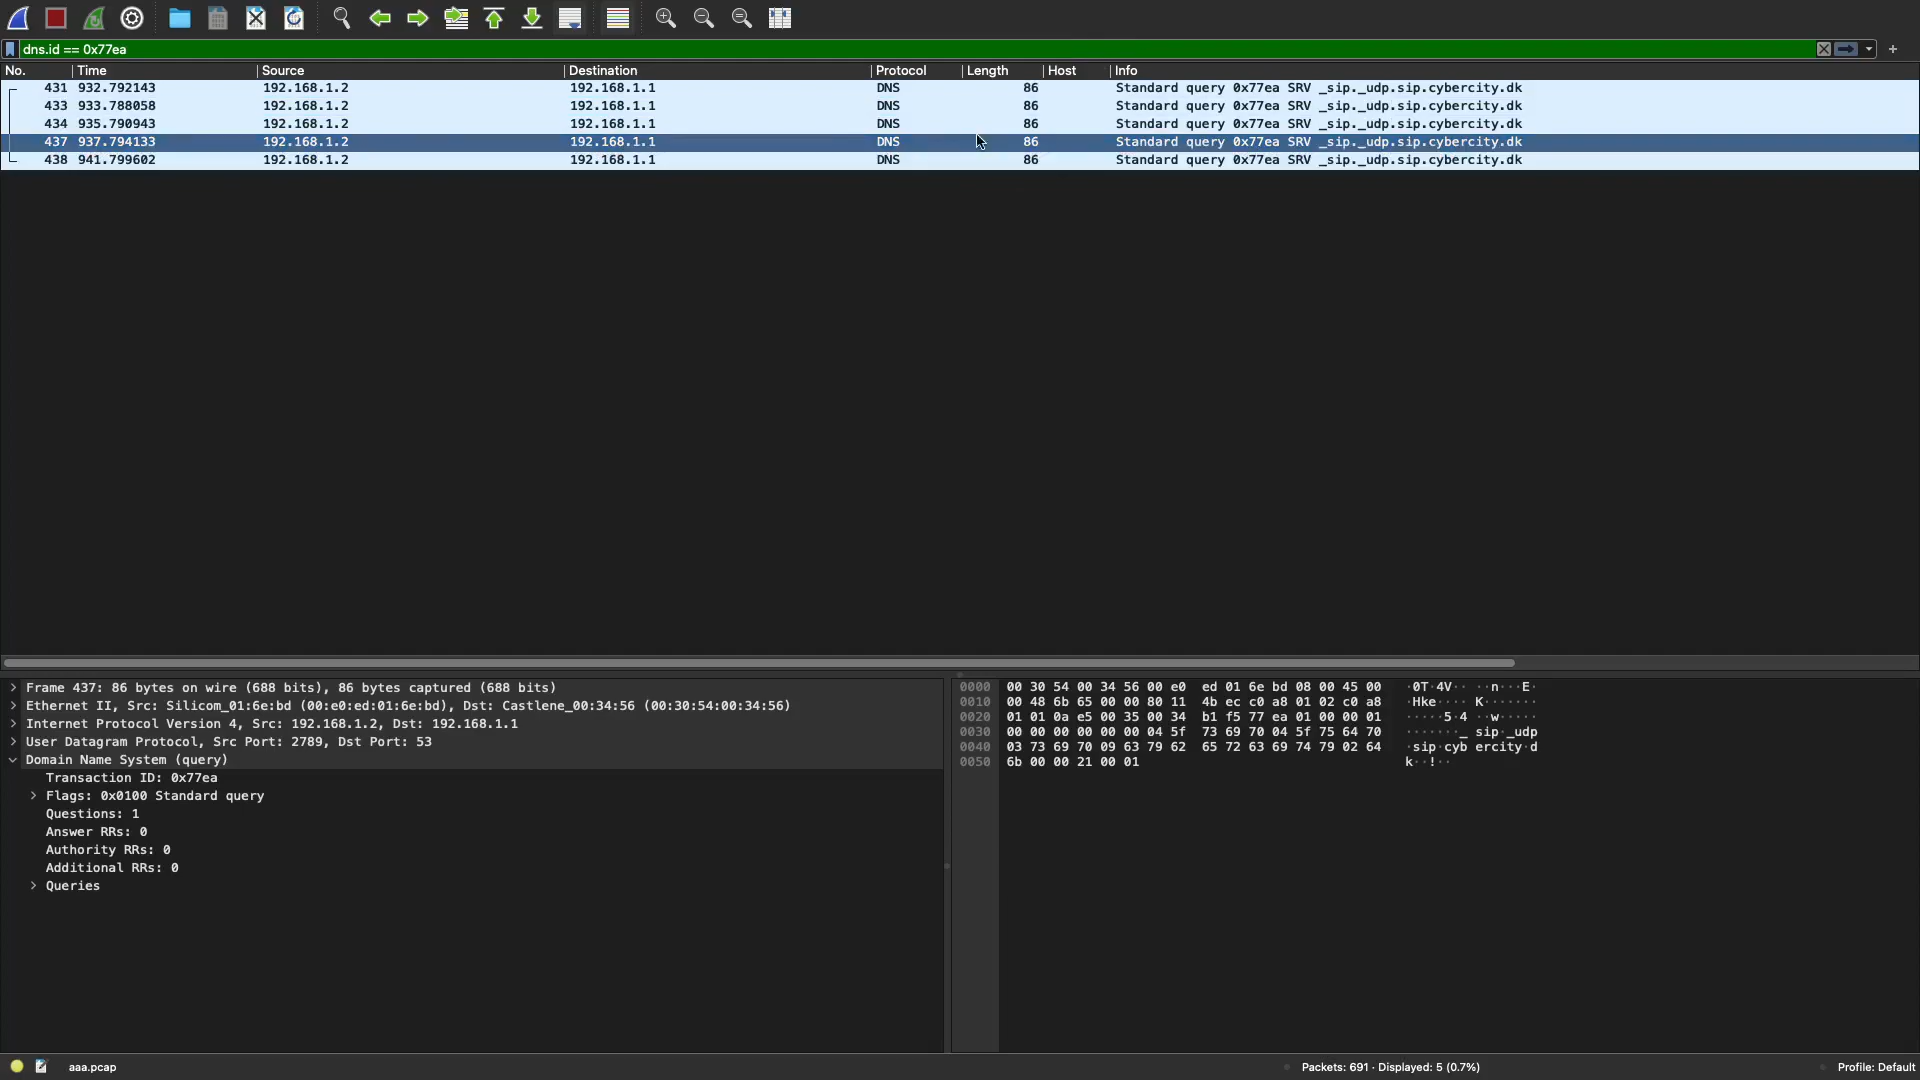 dns.id == 0x77ea
No. Time Source Destination Protocol Length Host Info
431 932.792143 192.168.1.2 192.168.1.1 DNS 86 Standard query 0x77ea SRV _sip._udp.sip.cybercity.dk
433 933.788058 192.168.1.2 192.168.1.1 DNS 86 Standard query 0x77ea SRV _sip._udp.sip.cybercity.dk
434 935.790943 192.168.1.2 192.168.1.1 DNS 86 Standard query 0x77ea SRV _sip._udp.sip.cybercity.dk
437 937.794133 192.168.1.2 192.168.1.1 DNS 86 Standard query 0x77ea SRV _sip._udp.sip.cybercity.dk
438 941.799602 192.168.1.2 192.168.1.1 DNS 86 Standard query 0x77ea SRV _sip._udp.sip.cybercity.dk
Frame 437: 86 bytes on wire (688 bits), 86 bytes captured (688 bits)
Ethernet II, Src: Silicom_01:6e:bd (00:e0:ed:01:6e:bd), Dst: Castlene_00:34:56 (00:30:54:00:34:56)
Internet Protocol Version 4, Src: 192.168.1.2, Dst: 192.168.1.1
User Datagram Protocol, Src Port: 2789, Dst Port: 53
Domain Name System (query)
Transaction ID: 0x77ea
Flags: 0x0100 Standard query
Questions: 1
Answer RRs: 0
Authority RRs: 0
Additional RRs: 0
Queries
0000 00 30 54 00 34 56 00 e0 ed 01 6e bd 08 00 45 00 ·0T·4V·· ··n···E·
0010 00 48 6b 65 00 00 80 11 4b ec c0 a8 01 02 c0 a8 ·Hke···· K·······
0020 01 01 0a e5 00 35 00 34 b1 f5 77 ea 01 00 00 01 ·····5·4 ··w·····
0030 00 00 00 00 00 00 04 5f 73 69 70 04 5f 75 64 70 ·······_ sip·_udp
0040 03 73 69 70 09 63 79 62 65 72 63 69 74 79 02 64 ·sip·cyb ercity·d
0050 6b 00 00 21 00 01 k··!··
aaa.pcap
Packets: 691 · Displayed: 5 (0.7%)
Profile: Default